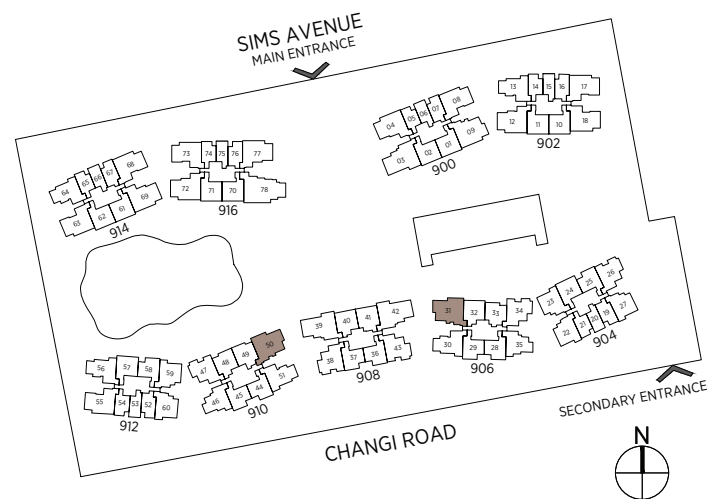 SIMS AVENUE
MAIN ENTRANCE
13 14 15 16 17
12 11 10 18
902
04 05 06 07 08
03 02 01 09
900
73 74 75 76 77
72 71 70 78
916
64 65 66 67 68
63 62 61 69
914
23 24 25 26
22 21 20 19 27
904
31 32 33 34
30 29 28 35
906
39 40 41 42
38 37 36 43
908
47 48 49 50
46 45 44 51
910
56 57 58 59
55 54 53 52 60
912
SECONDARY ENTRANCE
CHANGI ROAD
N